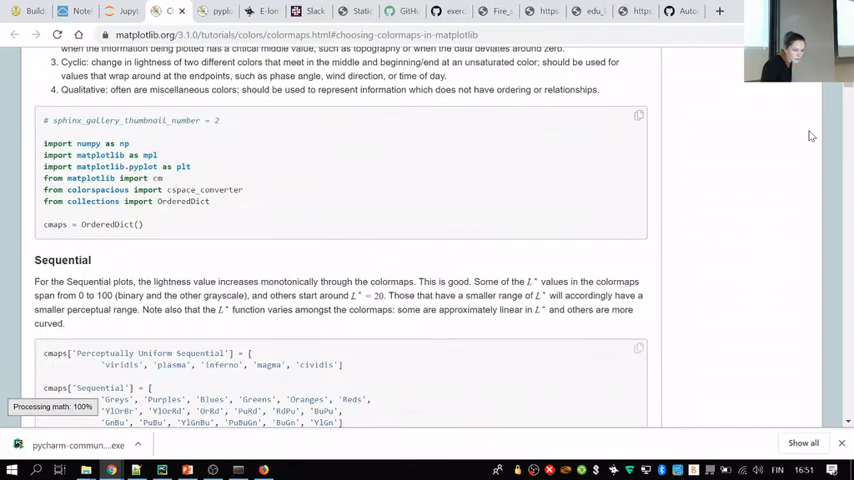 Build
Note
Jupyt
C
pyplo
E-lom
Slack
Static
GitHu
exerc
Fire_s
https
edu_i
https
Auto
matplotlib.org/3.1.0/tutorials/colors/colormaps.html#choosing-colormaps-in-matplotlib
when the information being plotted has a critical middle value, such as topography or when the data deviates around zero.
3. Cyclic: change in lightness of two different colors that meet in the middle and beginning/end at an unsaturated color; should be used for
values that wrap around at the endpoints, such as phase angle, wind direction, or time of day.
4. Qualitative: often are miscellaneous colors; should be used to represent information which does not have ordering or relationships.
# sphinx_gallery_thumbnail_number = 2
import numpy as np
import matplotlib as mpl
import matplotlib.pyplot as plt
from matplotlib import cm
from colorspacious import cspace_converter
from collections import OrderedDict
cmaps = OrderedDict()
Sequential
For the Sequential plots, the lightness value increases monotonically through the colormaps. This is good. Some of the L* values in the colormaps
span from 0 to 100 (binary and the other grayscale), and others start around L* = 20. Those that have a smaller range of L* will accordingly have a
smaller perceptual range. Note also that the L* function varies amongst the colormaps: some are approximately linear in L* and others are more
curved.
cmaps['Perceptually Uniform Sequential'] = [
'viridis', 'plasma', 'inferno', 'magma', 'cividis']
cmaps['Sequential'] = [
'Greys', 'Purples', 'Blues', 'Greens', 'Oranges', 'Reds',
'YlOrBr', 'YlOrRd', 'OrRd', 'PuRd', 'RdPu', 'BuPu',
'GnBu', 'PuBu', 'YlGnBu', 'PuBuGn', 'BuGn', 'YlGn']
Processing math: 100%
pycharm-commun....exe
Show all
FIN
16:51